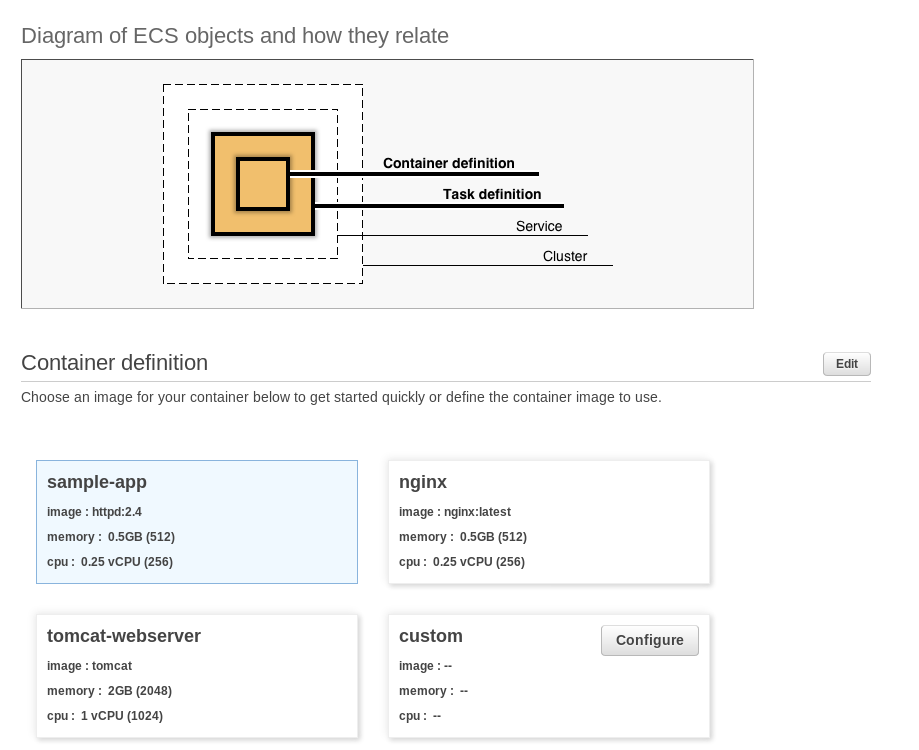 Diagram of ECS objects and how they relate
Container definition
Task definition
Service
Cluster
Container definition
Edit
Choose an image for your container below to get started quickly or define the container image to use.
sample-app
image : httpd:2.4
memory : 0.5GB (512)
cpu : 0.25 vCPU (256)
nginx
image : nginx:latest
memory : 0.5GB (512)
cpu : 0.25 vCPU (256)
tomcat-webserver
image : tomcat
memory : 2GB (2048)
cpu : 1 vCPU (1024)
custom
Configure
image : --
memory : --
cpu : --